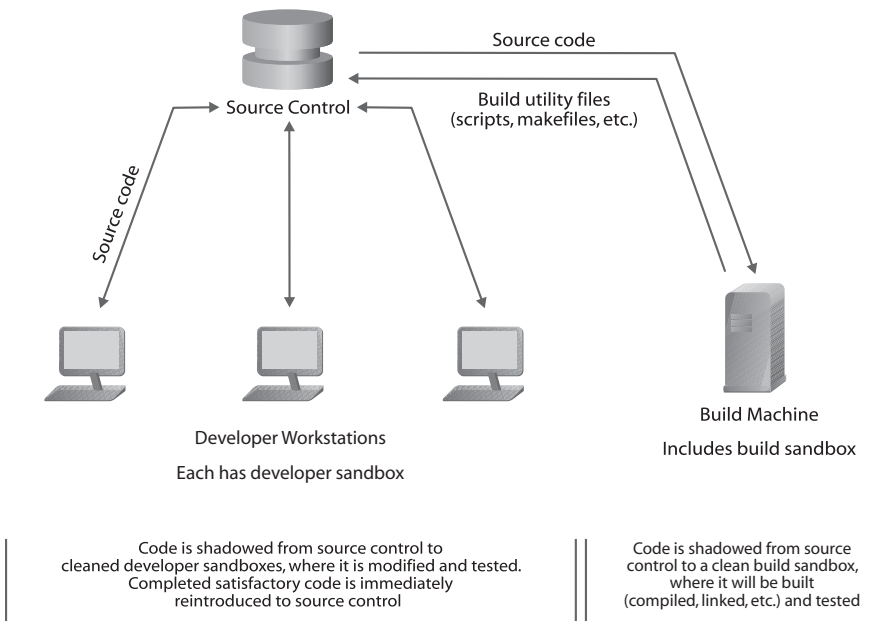 Source code
Build utility files
(scripts, makefiles, etc.)
Source Control
Source code
Build Machine
Includes build sandbox
Developer Workstations
Each has developer sandbox
Code is shadowed from source control to
cleaned developer sandboxes, where it is modified and tested.
Completed satisfactory code is immediately
reintroduced to source control
Code is shadowed from source
control to a clean build sandbox,
where it will be built
(compiled, linked, etc.) and tested